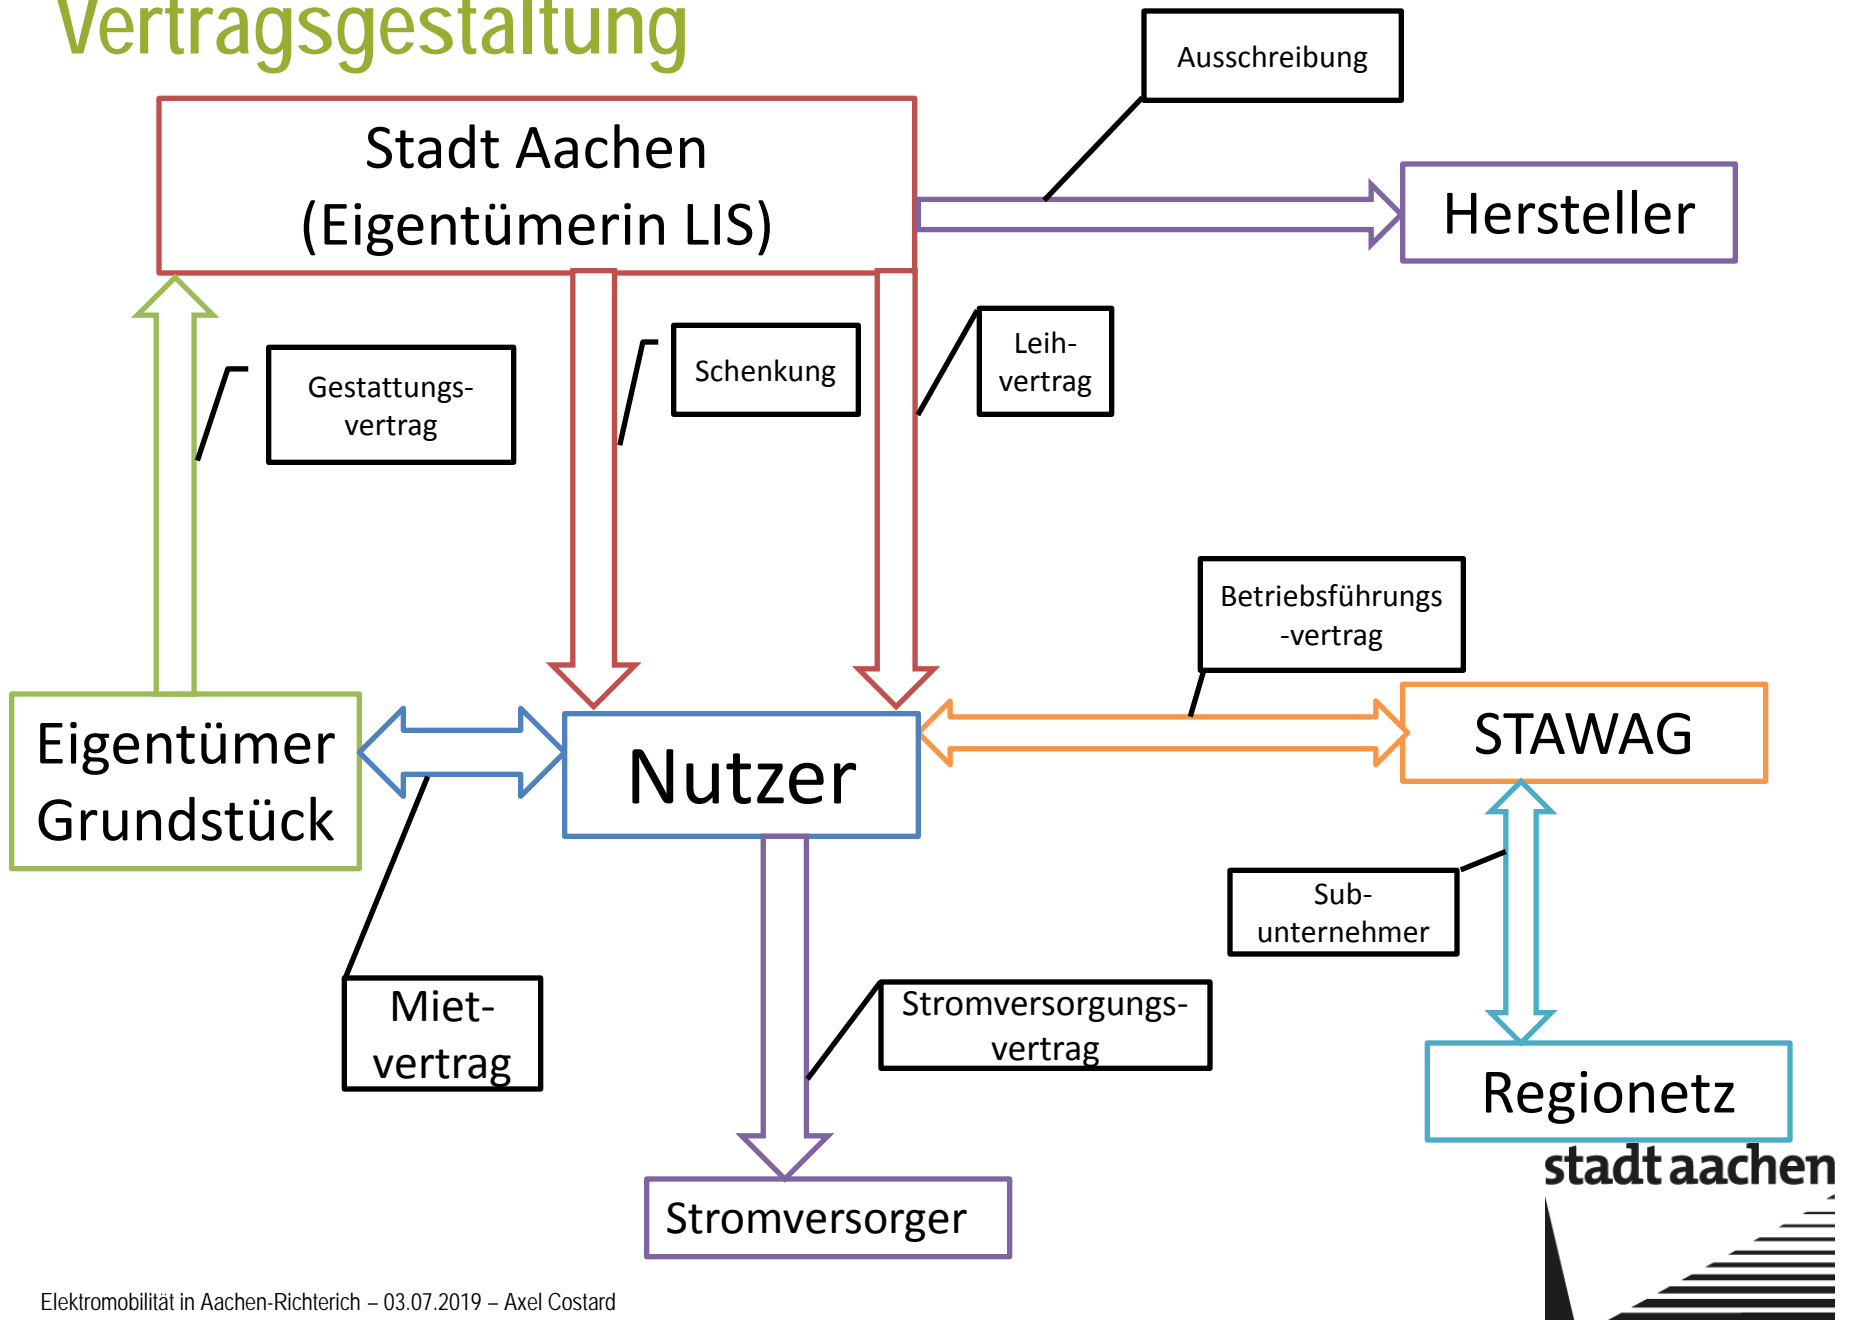 Vertragsgestaltung
Ausschreibung
Stadt Aachen
(Eigentümerin LIS)
Hersteller
Gestattungs-
vertrag
Schenkung
Leih-
vertrag
Betriebsführungs
-vertrag
Eigentümer
Grundstück
Nutzer
STAWAG
Sub-
unternehmer
Miet-
vertrag
Stromversorgungs-
vertrag
Regionetz
Stromversorger
stadt aachen
Elektromobilität in Aachen-Richterich – 03.07.2019 – Axel Costard